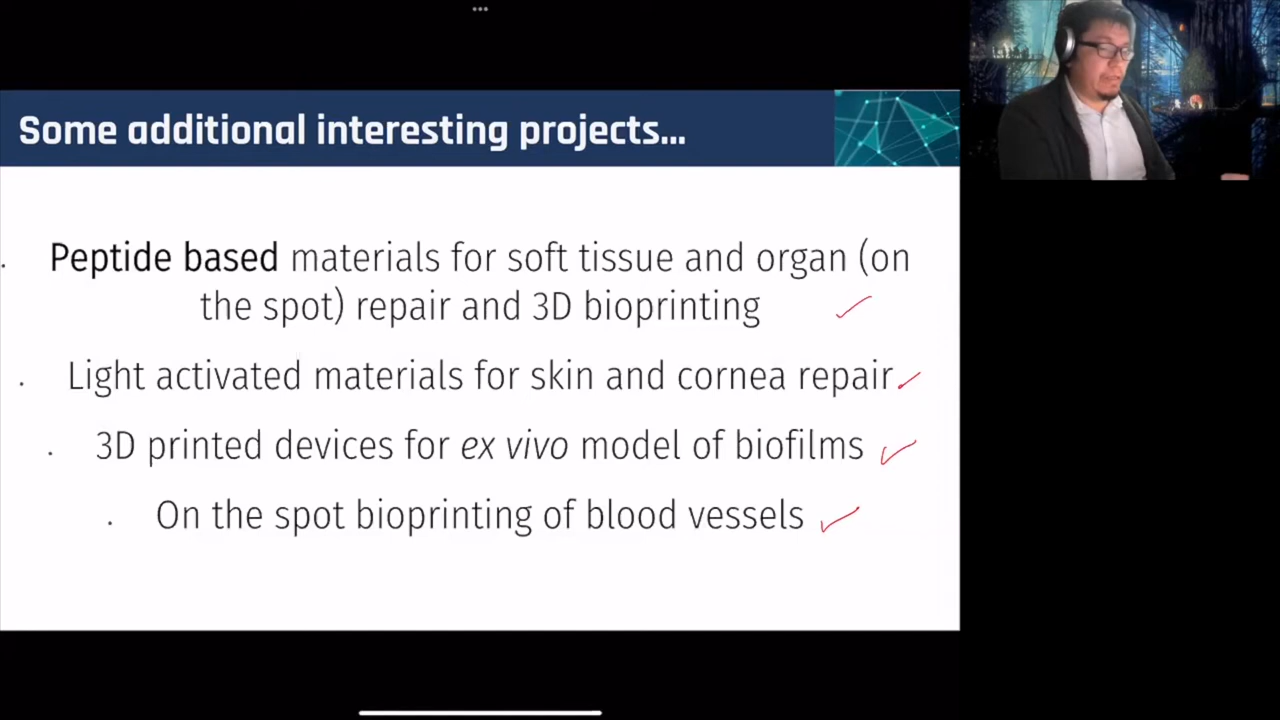 Some additional interesting projects...
· Peptide based materials for soft tissue and organ (on
the spot) repair and 3D bioprinting
· Light activated materials for skin and cornea repair
· 3D printed devices for ex vivo model of biofilms
· On the spot bioprinting of blood vessels